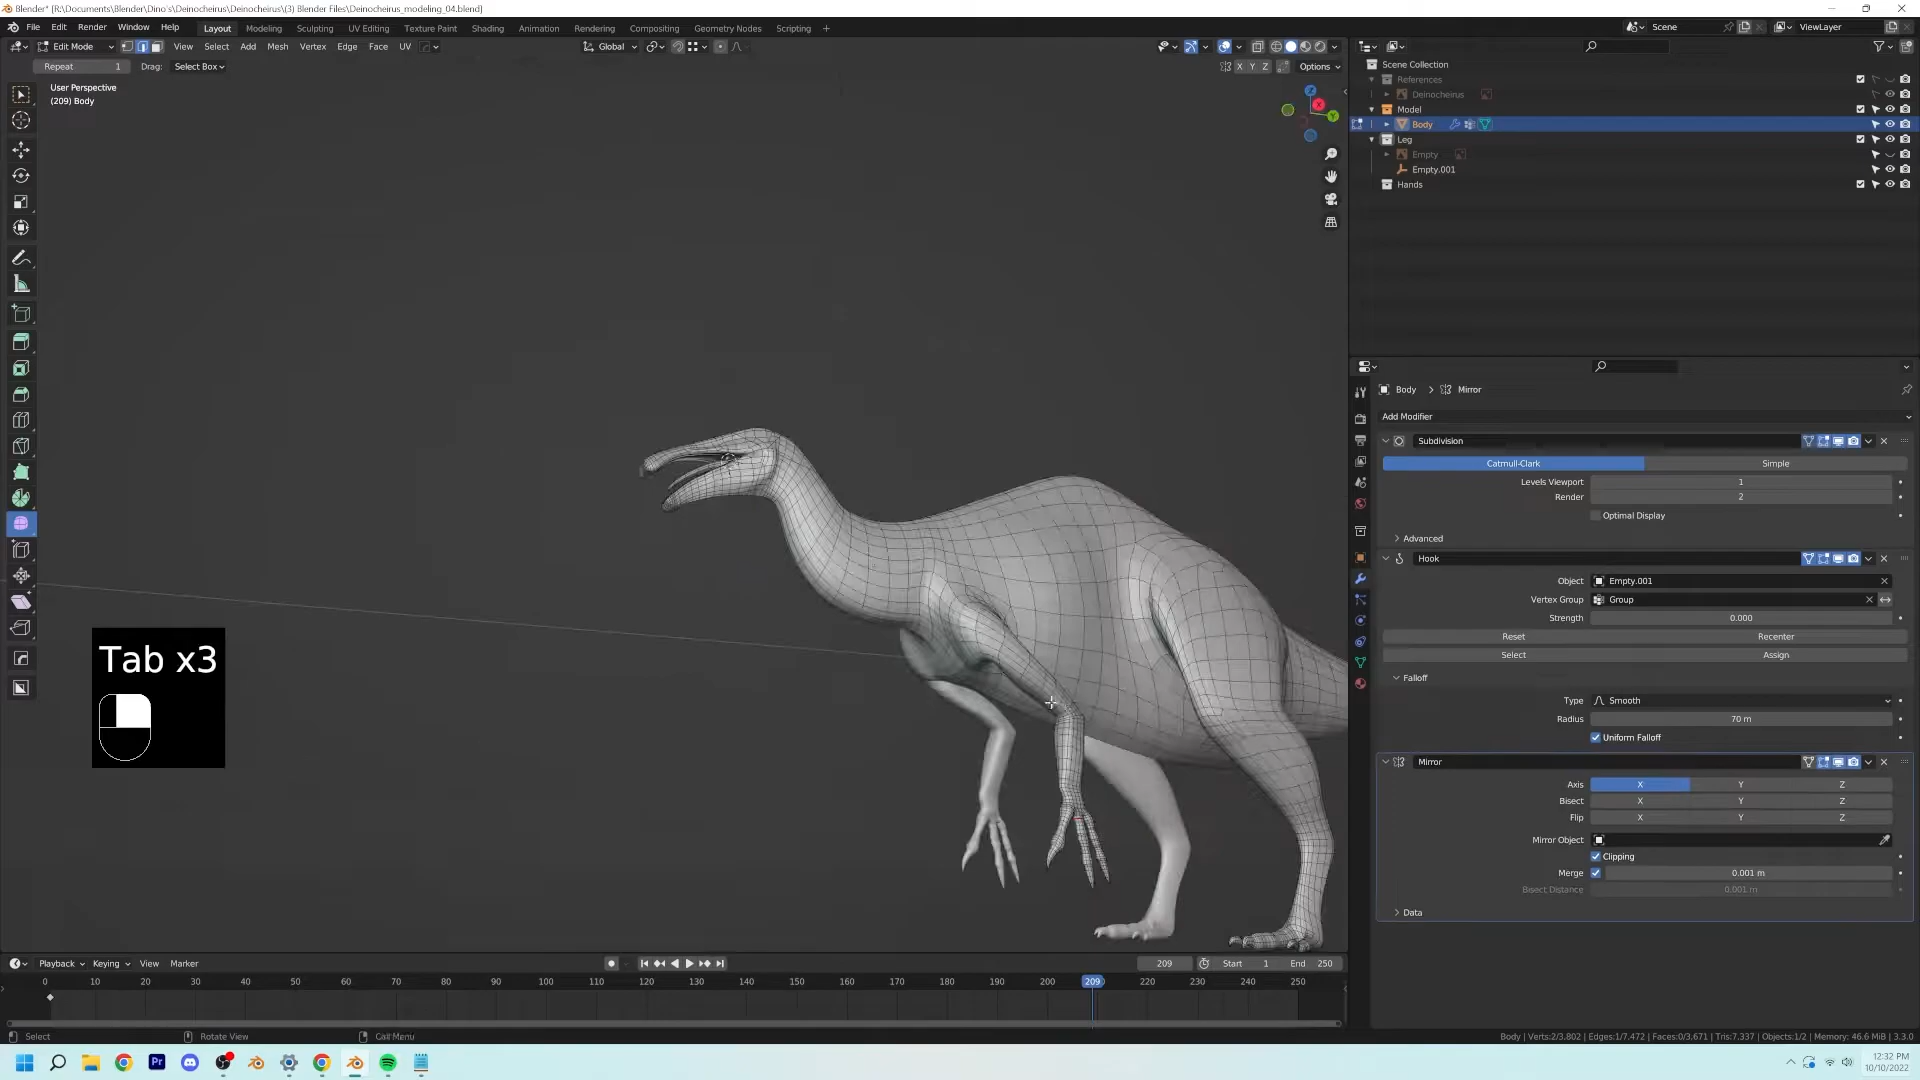 Blender* [R:\Documents\Blender\Dino's\Deinocheirus\Deinocheirus\(3) Blender Files\Deinocheirus_modeling_04.blend]
File Edit Render Window Help Layout Modeling Sculpting UV Editing Texture Paint Shading Animation Rendering Compositing Geometry Nodes Scripting +
Scene ViewLayer
Edit Mode View Select Add Mesh Vertex Edge Face UV Global
Repeat 1 Drag: Select Box X Y Z Options
User Perspective
(209) Body
Z
X
Y
Scene Collection
References
Deinocheirus
Model
Body
Leg
Empty
Empty.001
Hands
Body > Mirror
Add Modifier
Subdivision
Catmull-Clark Simple
Levels Viewport 1
Render 2
Optimal Display
Advanced
Hook
Object Empty.001
Vertex Group Group
Strength 0.000
Reset Recenter
Select Assign
Falloff
Type Smooth
Radius 70 m
Uniform Falloff
Mirror
Axis X Y Z
Bisect X Y Z
Flip X Y Z
Mirror Object
Clipping
Merge 0.001 m
Bisect Distance 0.001 m
Data
Tab x3
Playback Keying View Marker 209 Start 1 End 250
0 10 20 30 40 50 60 70 80 90 100 110 120 130 140 150 160 170 180 190 200 209 220 230 240 250
Select Rotate View Call Menu
Body | Verts:2/3,802 | Edges:1/7,472 | Faces:0/3,671 | Tris:7,337 | Objects:1/2 | Memory: 46.6 MiB | 3.3.0
Pr
12:32 PM
10/10/2022